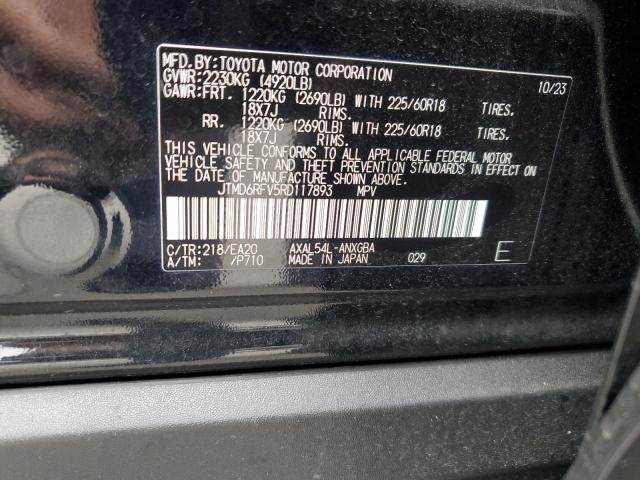 MFD.BY:TOYOTA MOTOR CORPORATION 10/23
GVWR:2230KG (4920LB)
GAWR:FRT. 1220KG (2690LB) WITH 225/60R18 TIRES.
18X7J RIMS.
RR. 1220KG (2690LB) WITH 225/60R18 TIRES.
18X7J RIMS.
THIS VEHICLE CONFORMS TO ALL APPLICABLE FEDERAL MOTOR
VEHICLE SAFETY AND THEFT PREVENTION STANDARDS IN EFFECT ON
THE DATE OF MANUFACTURE SHOWN ABOVE.
JTMD6RFV5RD117893 MPV
C/TR:218/EA20 AXAL54L-ANXGBA
A/TM: /P710 MADE IN JAPAN 029 E